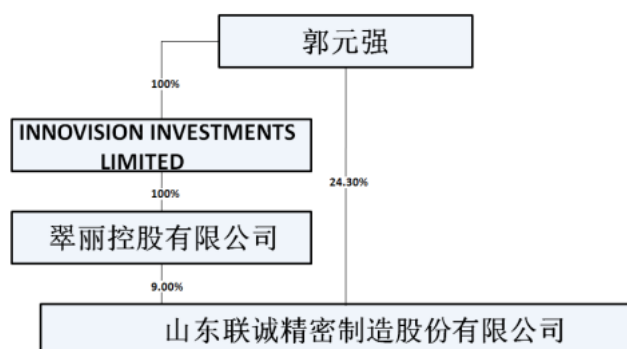 郭元强
100%
INNOVISION INVESTMENTS
LIMITED
24.30%
100%
翠丽控股有限公司
9.00%
山东联诚精密制造股份有限公司